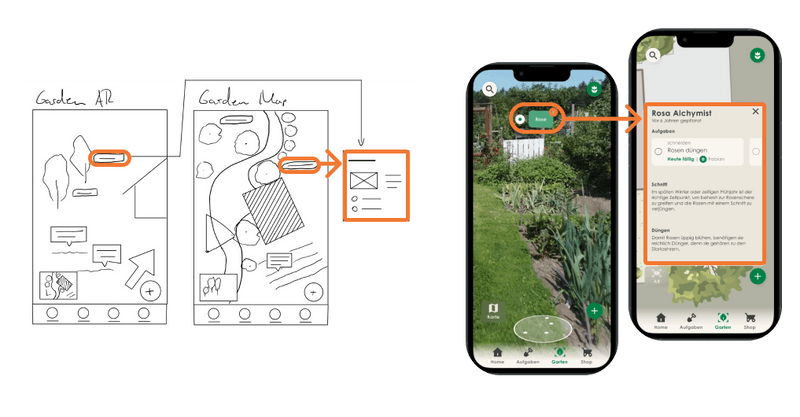 Garden AR
Garden Map
Rose
Karte
Home
Aufgaben
Garten
Shop
Rosa Alchymist
Vor 6 Jahren gepflanzt
Aufgaben
schneiden
Rosen düngen
Heute fällig
Schnitt
Im späten Winter oder zeitigen Frühjahr ist der
richtige Zeitpunkt, um beherzt zur Rosenschere
zu greifen und die Rosen mit einem Schnitt zu
verjüngen.
Düngen
Damit Rosen üppig blühen, benötigen sie
reichlich Dünger, denn sie gehören zu den
Starkzehrern.
AR
Home
Aufgaben
Garten
Shop